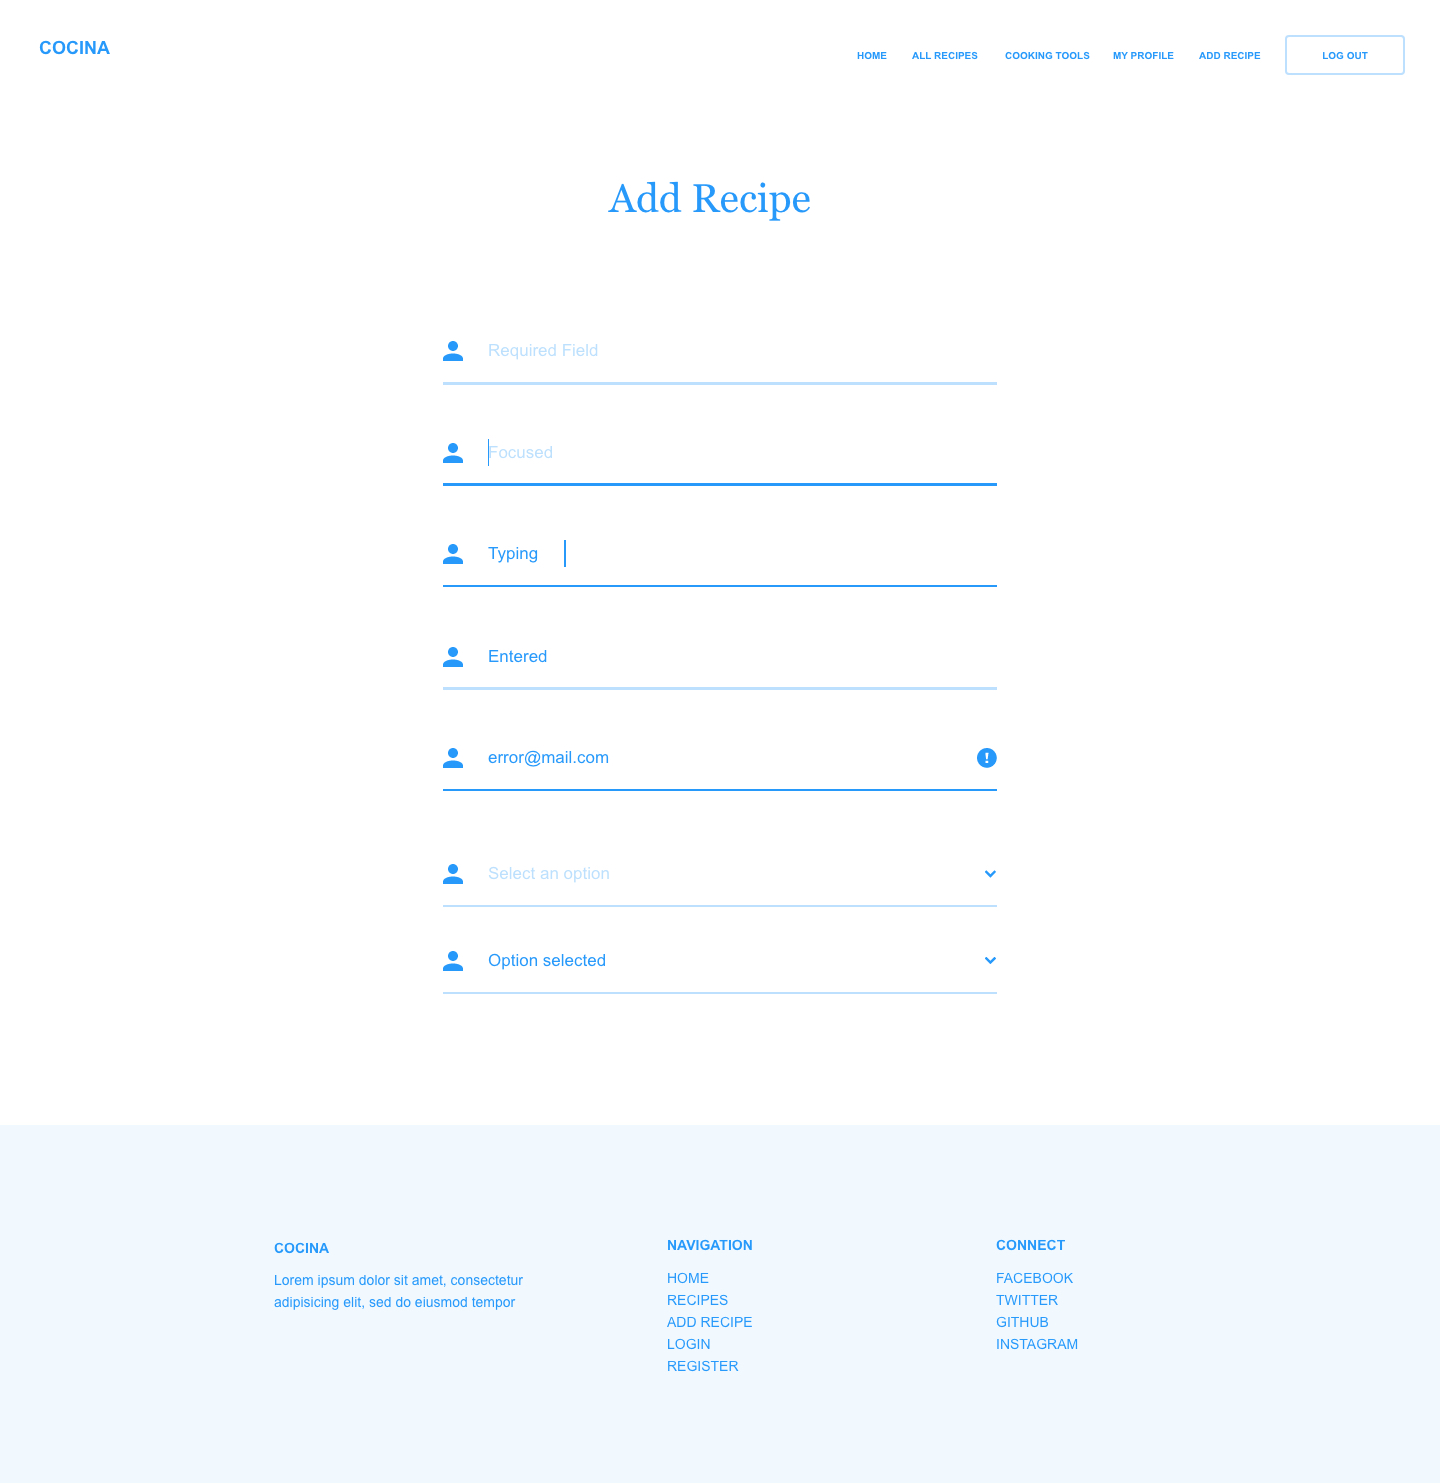 COCINA
HOME ALL RECIPES COOKING TOOLS MY PROFILE ADD RECIPE LOG OUT
Add Recipe
Required Field
Focused
Typing
Entered
error@mail.com
Select an option
Option selected
COCINA
Lorem ipsum dolor sit amet, consectetur
adipisicing elit, sed do eiusmod tempor
NAVIGATION
HOME
RECIPES
ADD RECIPE
LOGIN
REGISTER
CONNECT
FACEBOOK
TWITTER
GITHUB
INSTAGRAM